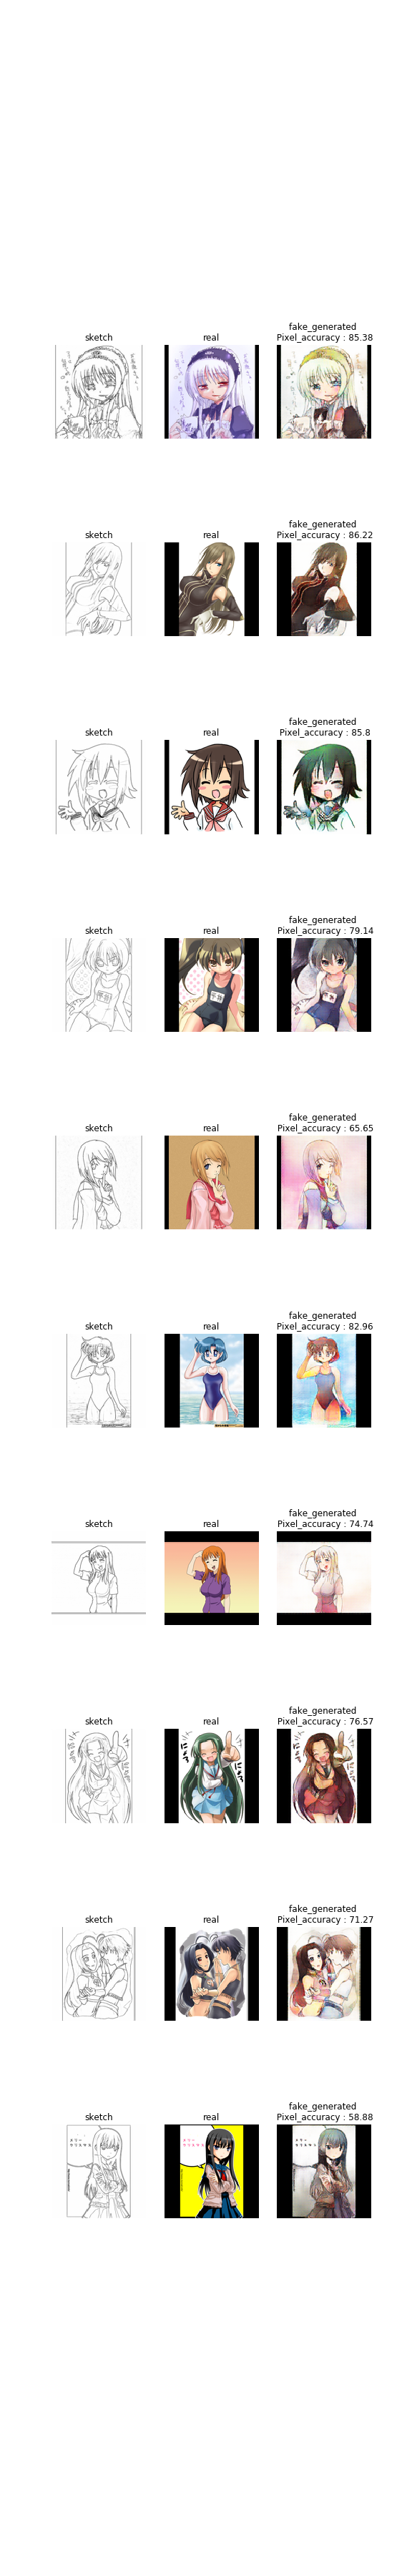 fake_generated
sketch real Pixel_accuracy : 85.38
fake_generated
sketch real Pixel_accuracy : 86.22
fake_generated
sketch real Pixel_accuracy : 85.8
fake_generated
sketch real Pixel_accuracy : 79.14
fake_generated
sketch real Pixel_accuracy : 65.65
fake_generated
sketch real Pixel_accuracy : 82.96
fake_generated
sketch real Pixel_accuracy : 74.74
fake_generated
sketch real Pixel_accuracy : 76.57
fake_generated
sketch real Pixel_accuracy : 71.27
fake_generated
sketch real Pixel_accuracy : 58.88